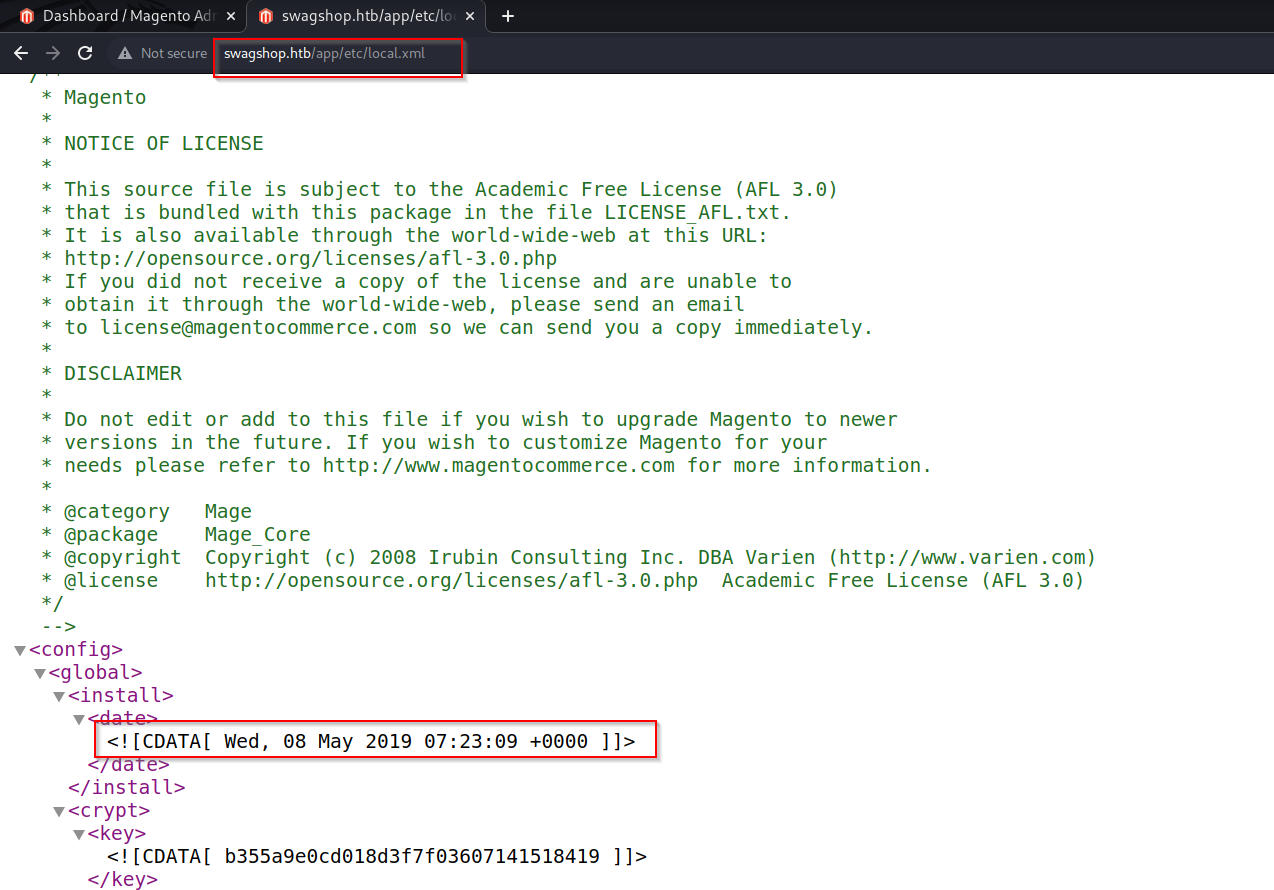 Dashboard / Magento Adm
swagshop.htb/app/etc/loc
Not secure
swagshop.htb/app/etc/local.xml
/**
* Magento
*
* NOTICE OF LICENSE
*
* This source file is subject to the Academic Free License (AFL 3.0)
* that is bundled with this package in the file LICENSE_AFL.txt.
* It is also available through the world-wide-web at this URL:
* http://opensource.org/licenses/afl-3.0.php
* If you did not receive a copy of the license and are unable to
* obtain it through the world-wide-web, please send an email
* to license@magentocommerce.com so we can send you a copy immediately.
*
* DISCLAIMER
*
* Do not edit or add to this file if you wish to upgrade Magento to newer
* versions in the future. If you wish to customize Magento for your
* needs please refer to http://www.magentocommerce.com for more information.
*
* @category   Mage
* @package    Mage_Core
* @copyright  Copyright (c) 2008 Irubin Consulting Inc. DBA Varien (http://www.varien.com)
* @license    http://opensource.org/licenses/afl-3.0.php  Academic Free License (AFL 3.0)
*/
-->
<config>
<global>
<install>
<date>
<![CDATA[ Wed, 08 May 2019 07:23:09 +0000 ]]>
</date>
</install>
<crypt>
<key>
<![CDATA[ b355a9e0cd018d3f7f03607141518419 ]]>
</key>